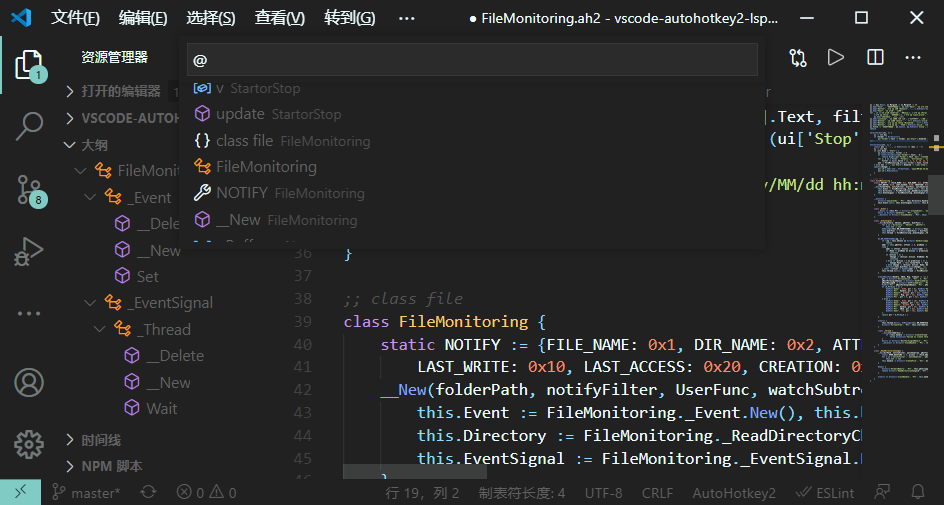 文件(F) 编辑(E) 选择(S) 查看(V) 转到(G) ··· ● FileMonitoring.ah2 - vscode-autohotkey2-lsp...
资源管理器
@
打开的编辑器
VSCODE-AUTOH
大纲
FileMonit
_Event
__Dele
__New
Set
_EventSignal
_Thread
__Delete
__New
Wait
时间线
NPM 脚本
1
8
v StartorStop
update StartorStop
{} class file FileMonitoring
FileMonitoring
NOTIFY FileMonitoring
__New FileMonitoring
].Text, filt
(ui['Stop'
y/MM/dd hh:m
36 }
37
38 ;; class file
39 class FileMonitoring {
40 static NOTIFY := {FILE_NAME: 0x1, DIR_NAME: 0x2, ATT
41 LAST_WRITE: 0x10, LAST_ACCESS: 0x20, CREATION: 0
42 __New(folderPath, notifyFilter, UserFunc, watchSubtr
43 this.Event := FileMonitoring._Event.New(), this.
44 this.Directory := FileMonitoring._ReadDirectoryC
45 this.EventSignal := FileMonitoring._EventSignal.
master* 0 0 行 19，列 2 制表符长度: 4 UTF-8 CRLF AutoHotkey2 ESLint